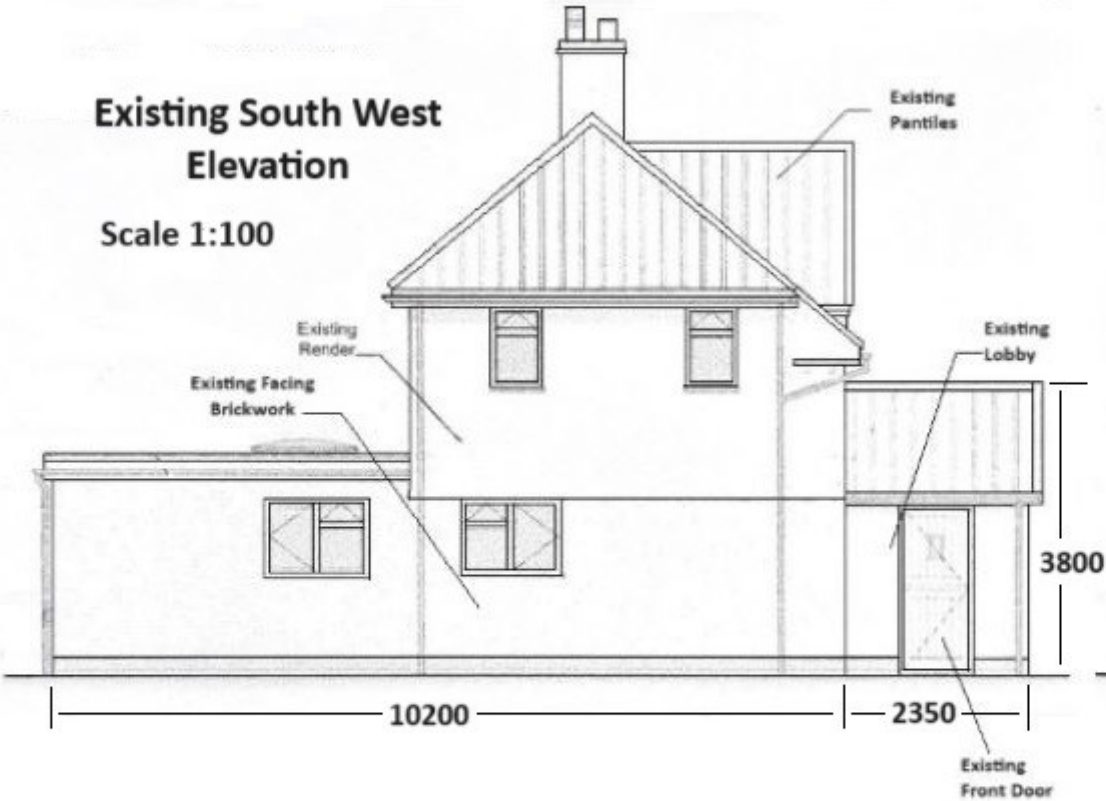 Existing South West
Elevation
Scale 1:100
Existing
Pantiles
Existing
Render
Existing Facing
Brickwork
Existing
Lobby
3800
10200
2350
Existing
Front Door